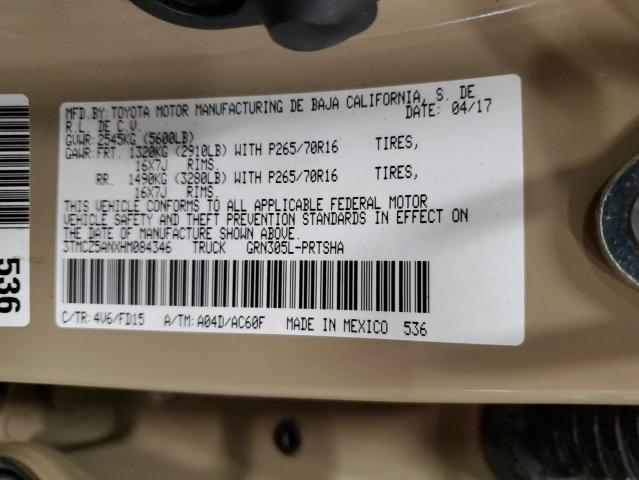 MFD.BY: TOYOTA MOTOR MANUFACTURING DE BAJA CALIFORNIA, S. DE
R.L. DE C.V. DATE: 04/17
GVWR: 2545KG (5600LB)
GAWR: FRT. 1320KG (2910LB) WITH P265/70R16 TIRES,
16X7J RIMS.
RR. 1490KG (3280LB) WITH P265/70R16 TIRES,
16X7J RIMS.
THIS VEHICLE CONFORMS TO ALL APPLICABLE FEDERAL MOTOR
VEHICLE SAFETY AND THEFT PREVENTION STANDARDS IN EFFECT ON
THE DATE OF MANUFACTURE SHOWN ABOVE.
3TMCZ5ANXHM084346 TRUCK GRN305L-PRTSHA
C/TR: 4V6/FD15 A/TM: A04D/AC60F MADE IN MEXICO 536
536